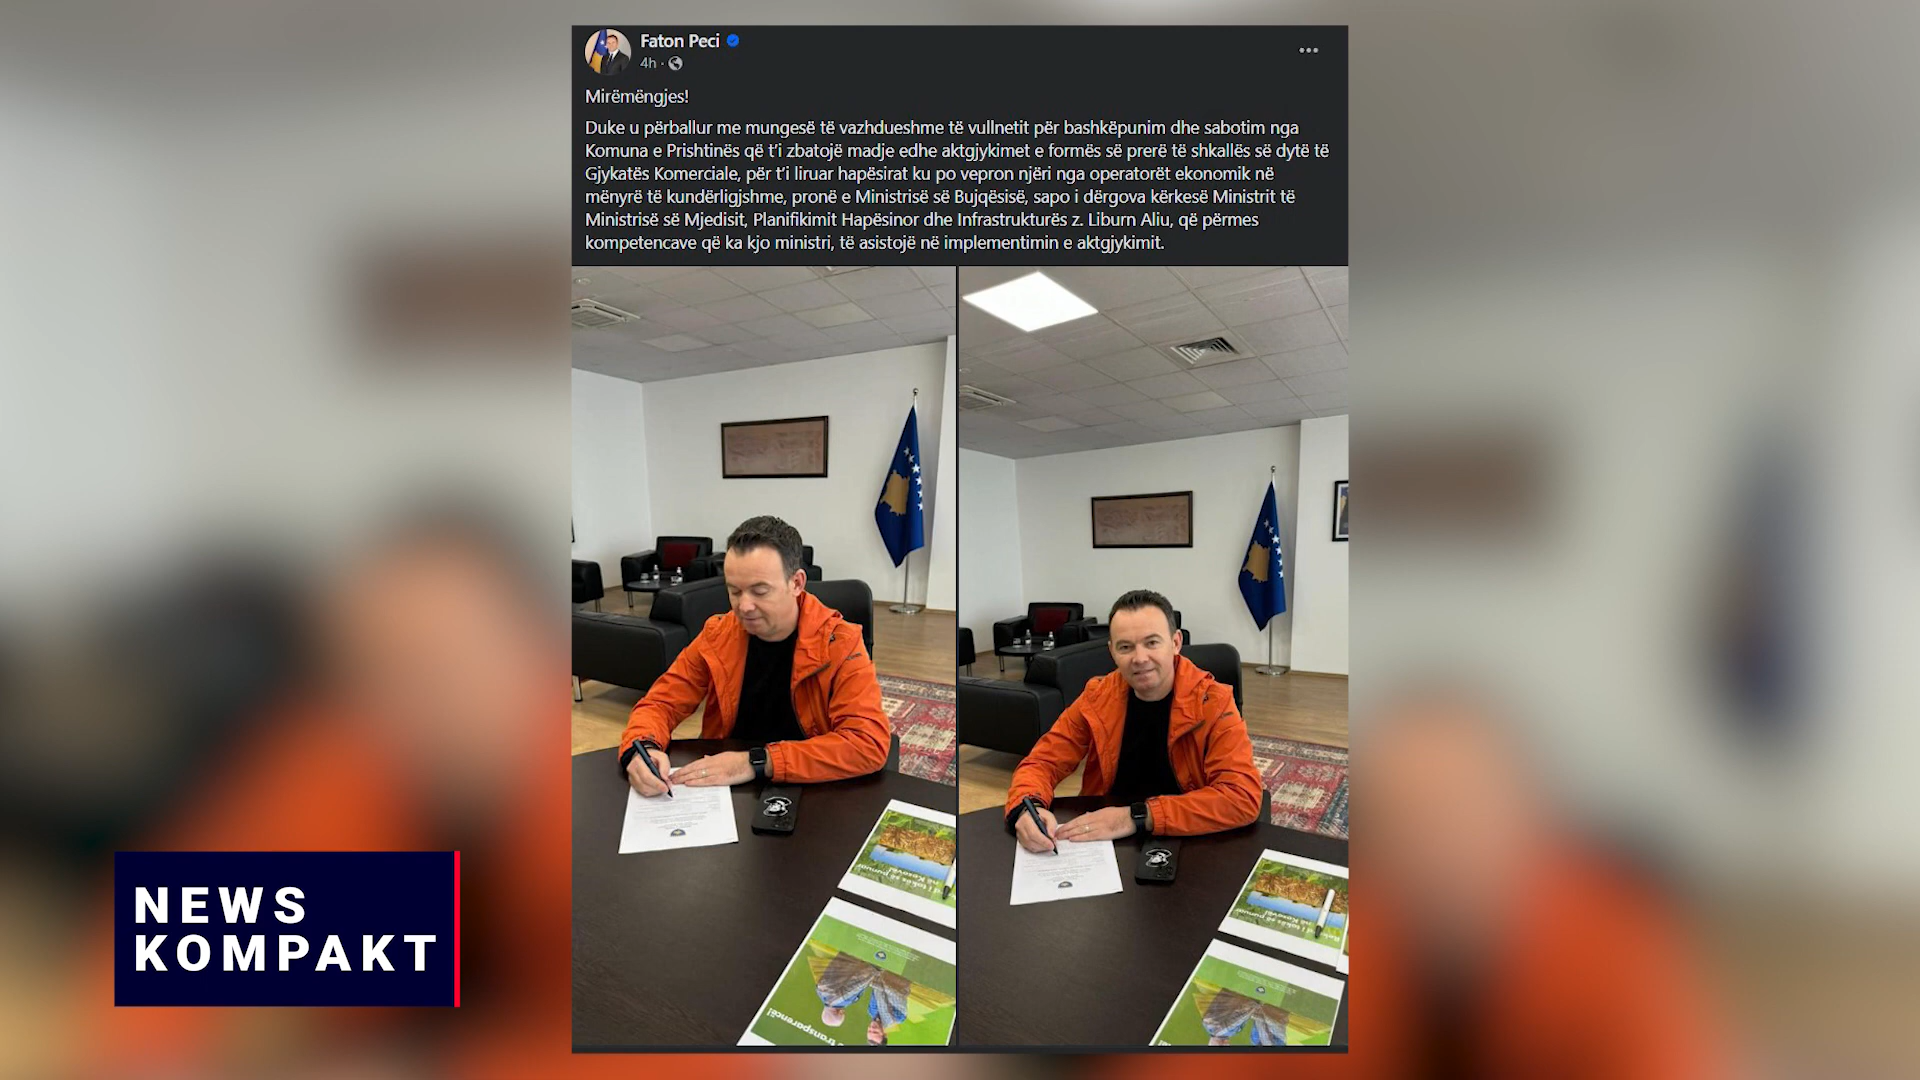 Faton Peci
4h ·
Mirëmëngjes!
Duke u përballur me mungesë të vazhdueshme të vullnetit për bashkëpunim dhe sabotim nga
Komuna e Prishtinës që t'i zbatojë madje edhe aktgjykimet e formës së prerë të shkallës së dytë të
Gjykatës Komerciale, për t'i liruar hapësirat ku po vepron njëri nga operatorët ekonomik në
mënyrë të kundërligjshme, pronë e Ministrisë së Bujqësisë, sapo i dërgova kërkesë Ministrit të
Ministrisë së Mjedisit, Planifikimit Hapësinor dhe Infrastrukturës z. Liburn Aliu, që përmes
kompetencave që ka kjo ministri, të asistojë në implementimin e aktgjykimit.
NEWS
KOMPAKT